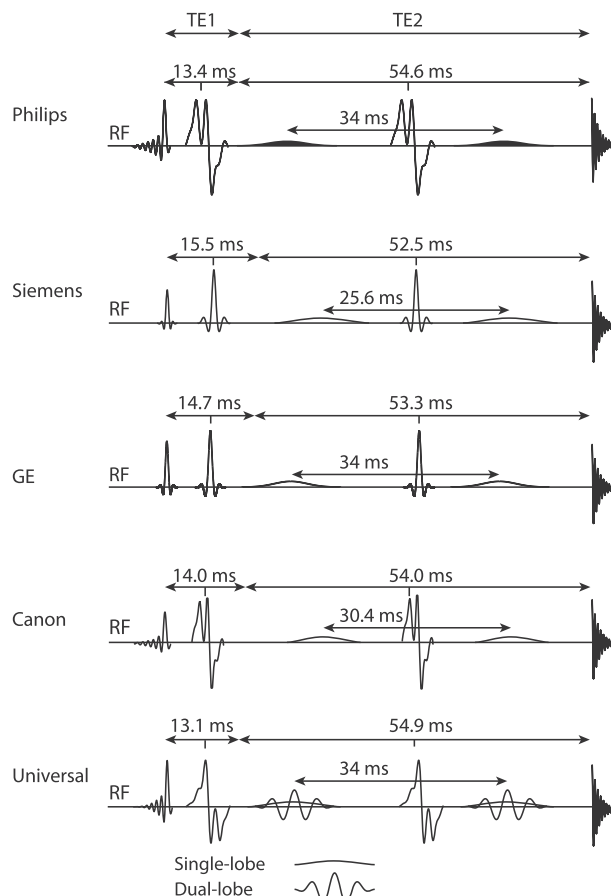 TE1 TE2
13.4 ms 54.6 ms
Philips
34 ms
RF
15.5 ms 52.5 ms
Siemens
25.6 ms
RF
14.7 ms 53.3 ms
GE
34 ms
RF
14.0 ms 54.0 ms
Canon
30.4 ms
RF
13.1 ms 54.9 ms
Universal
34 ms
RF
Single-lobe
Dual-lobe